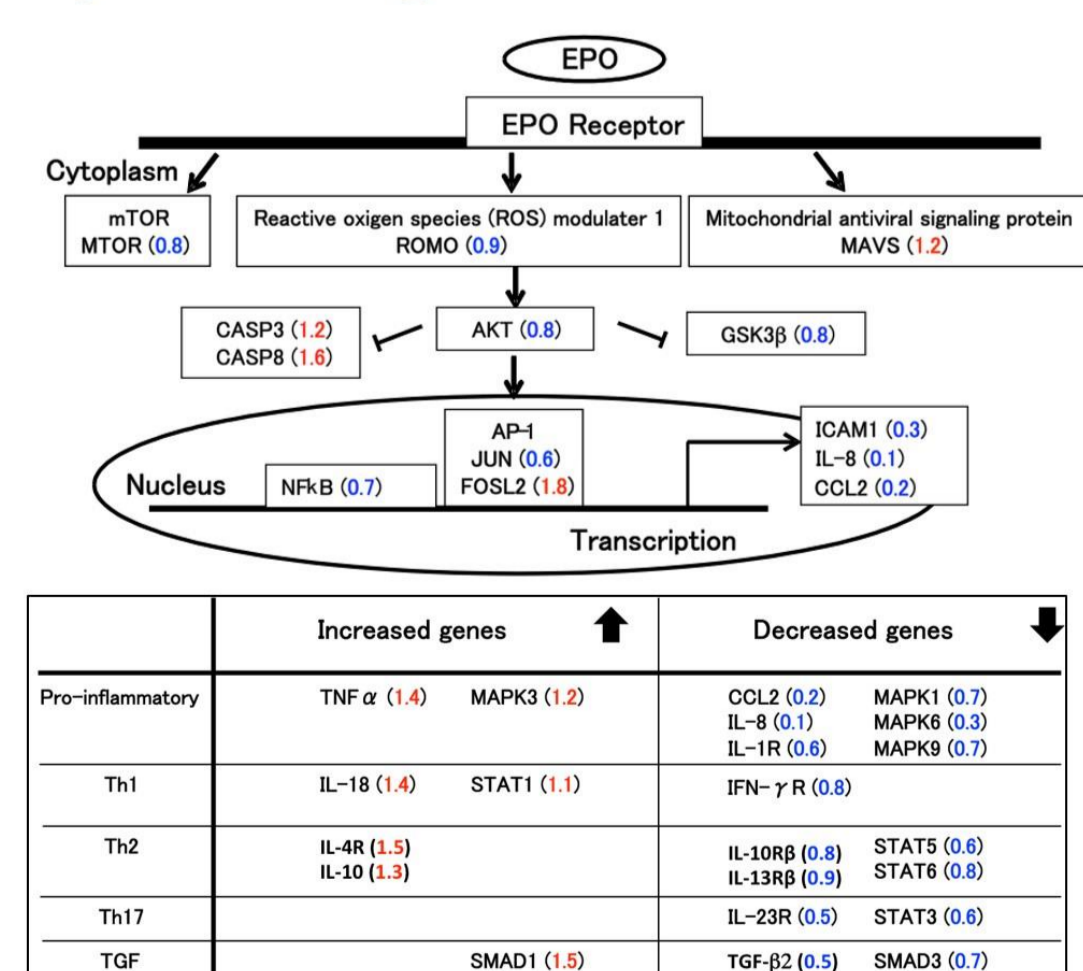 EPO
EPO Receptor
Cytoplasm
mTOR
MTOR (0.8)
Reactive oxigen species (ROS) modulater 1
ROMO (0.9)
Mitochondrial antiviral signaling protein
MAVS (1.2)
CASP3 (1.2)
CASP8 (1.6)
AKT (0.8)
GSK3β (0.8)
Nucleus
NFkB (0.7)
AP-1
JUN (0.6)
FOSL2 (1.8)
ICAM1 (0.3)
IL-8 (0.1)
CCL2 (0.2)
Transcription
Increased genes Decreased genes
Pro-inflammatory TNFα (1.4) MAPK3 (1.2) CCL2 (0.2) MAPK1 (0.7)
IL-8 (0.1) MAPK6 (0.3)
IL-1R (0.6) MAPK9 (0.7)
Th1 IL-18 (1.4) STAT1 (1.1) IFN-γR (0.8)
Th2 IL-4R (1.5) IL-10Rβ (0.8) STAT5 (0.6)
IL-10 (1.3) IL-13Rβ (0.9) STAT6 (0.8)
Th17 IL-23R (0.5) STAT3 (0.6)
TGF SMAD1 (1.5) TGF-β2 (0.5) SMAD3 (0.7)